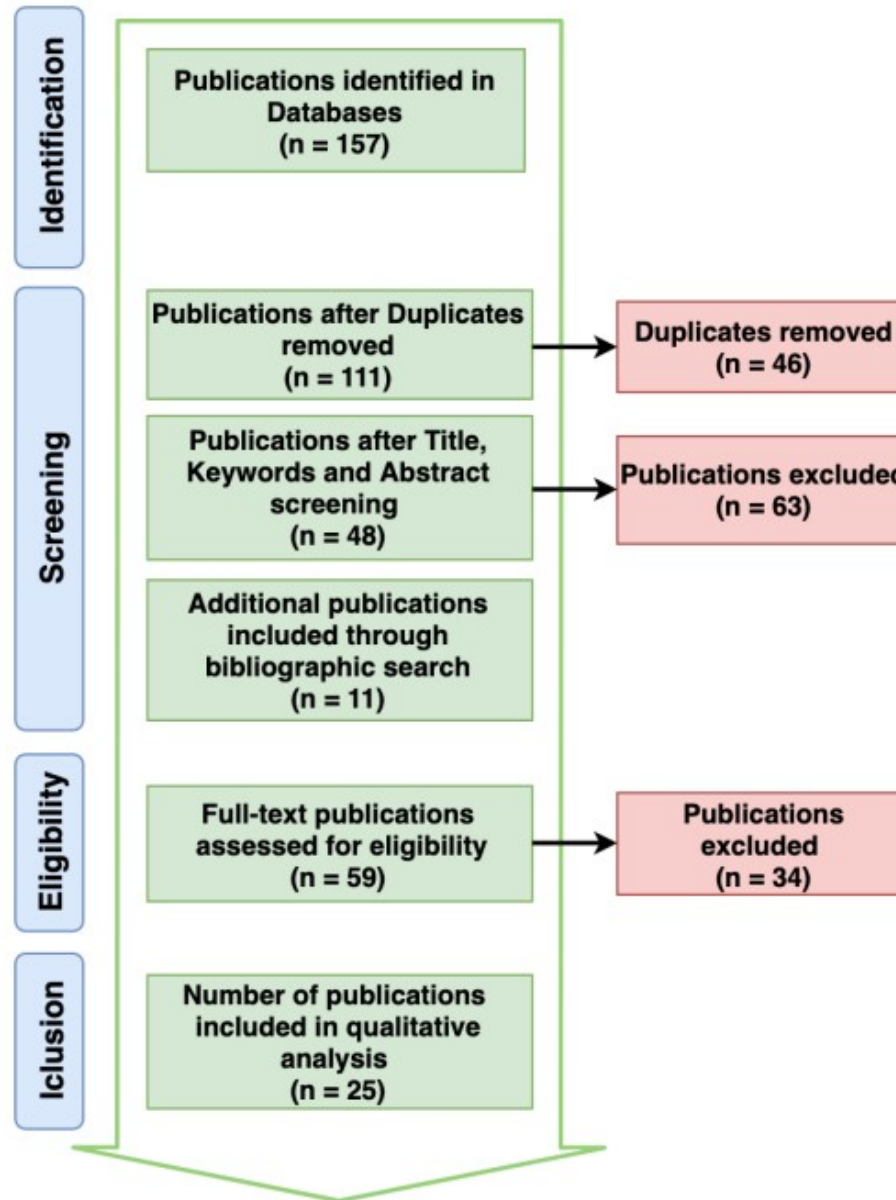 Identification
Publications identified in
Databases
(n = 157)
Screening
Publications after Duplicates
removed
(n = 111)
Duplicates removed
(n = 46)
Publications after Title,
Keywords and Abstract
screening
(n = 48)
Publications excluded
(n = 63)
Additional publications
included through
bibliographic search
(n = 11)
Eligibility
Full-text publications
assessed for eligibility
(n = 59)
Publications
excluded
(n = 34)
Iclusion
Number of publications
included in qualitative
analysis
(n = 25)